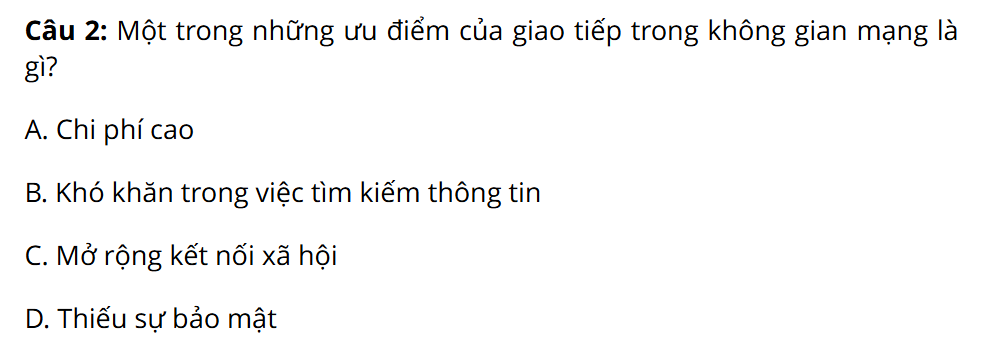 Câu 2: Một trong những ưu điểm của giao tiếp trong không gian mạng là
gì?
A. Chi phí cao
B. Khó khăn trong việc tìm kiếm thông tin
C. Mở rộng kết nối xã hội
D. Thiếu sự bảo mật